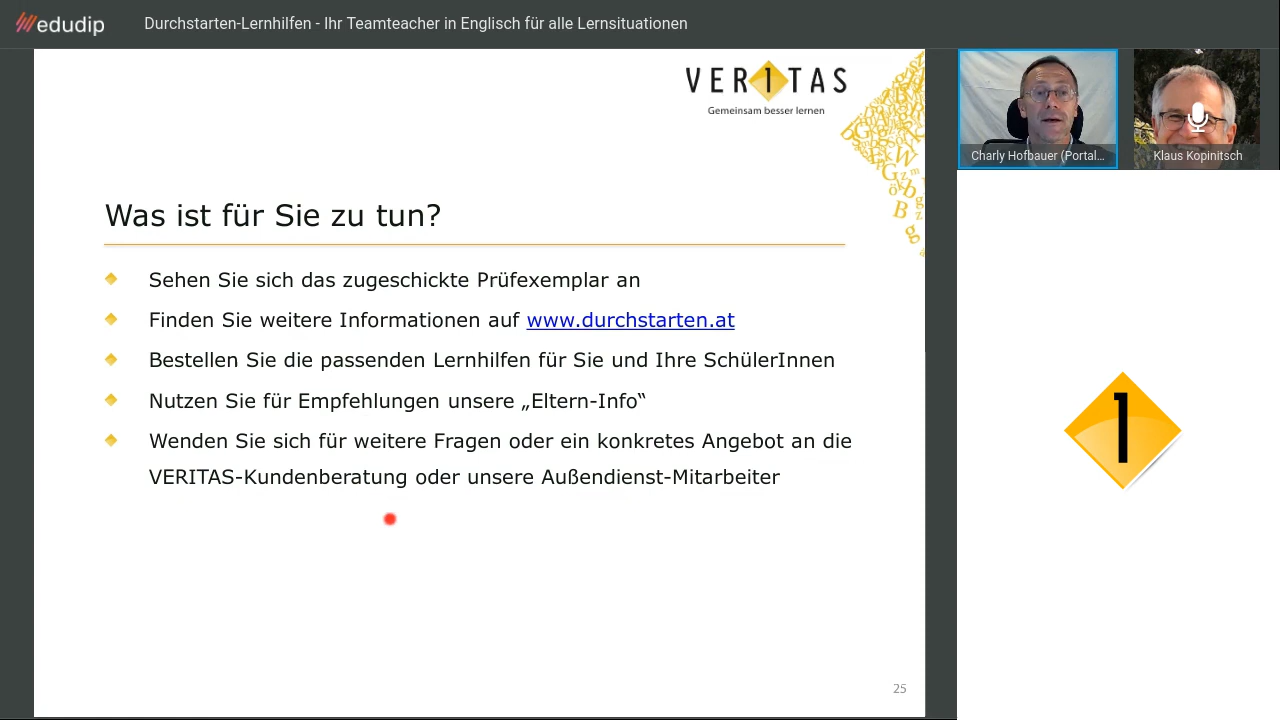 edudip
Durchstarten-Lernhilfen - Ihr Teamteacher in Englisch für alle Lernsituationen
VER1TAS
Gemeinsam besser lernen
Charly Hofbauer (Portal...
Klaus Kopinitsch
Was ist für Sie zu tun?
Sehen Sie sich das zugeschickte Prüfexemplar an
Finden Sie weitere Informationen auf www.durchstarten.at
Bestellen Sie die passenden Lernhilfen für Sie und Ihre SchülerInnen
Nutzen Sie für Empfehlungen unsere „Eltern-Info“
Wenden Sie sich für weitere Fragen oder ein konkretes Angebot an die
VERITAS-Kundenberatung oder unsere Außendienst-Mitarbeiter
1
25